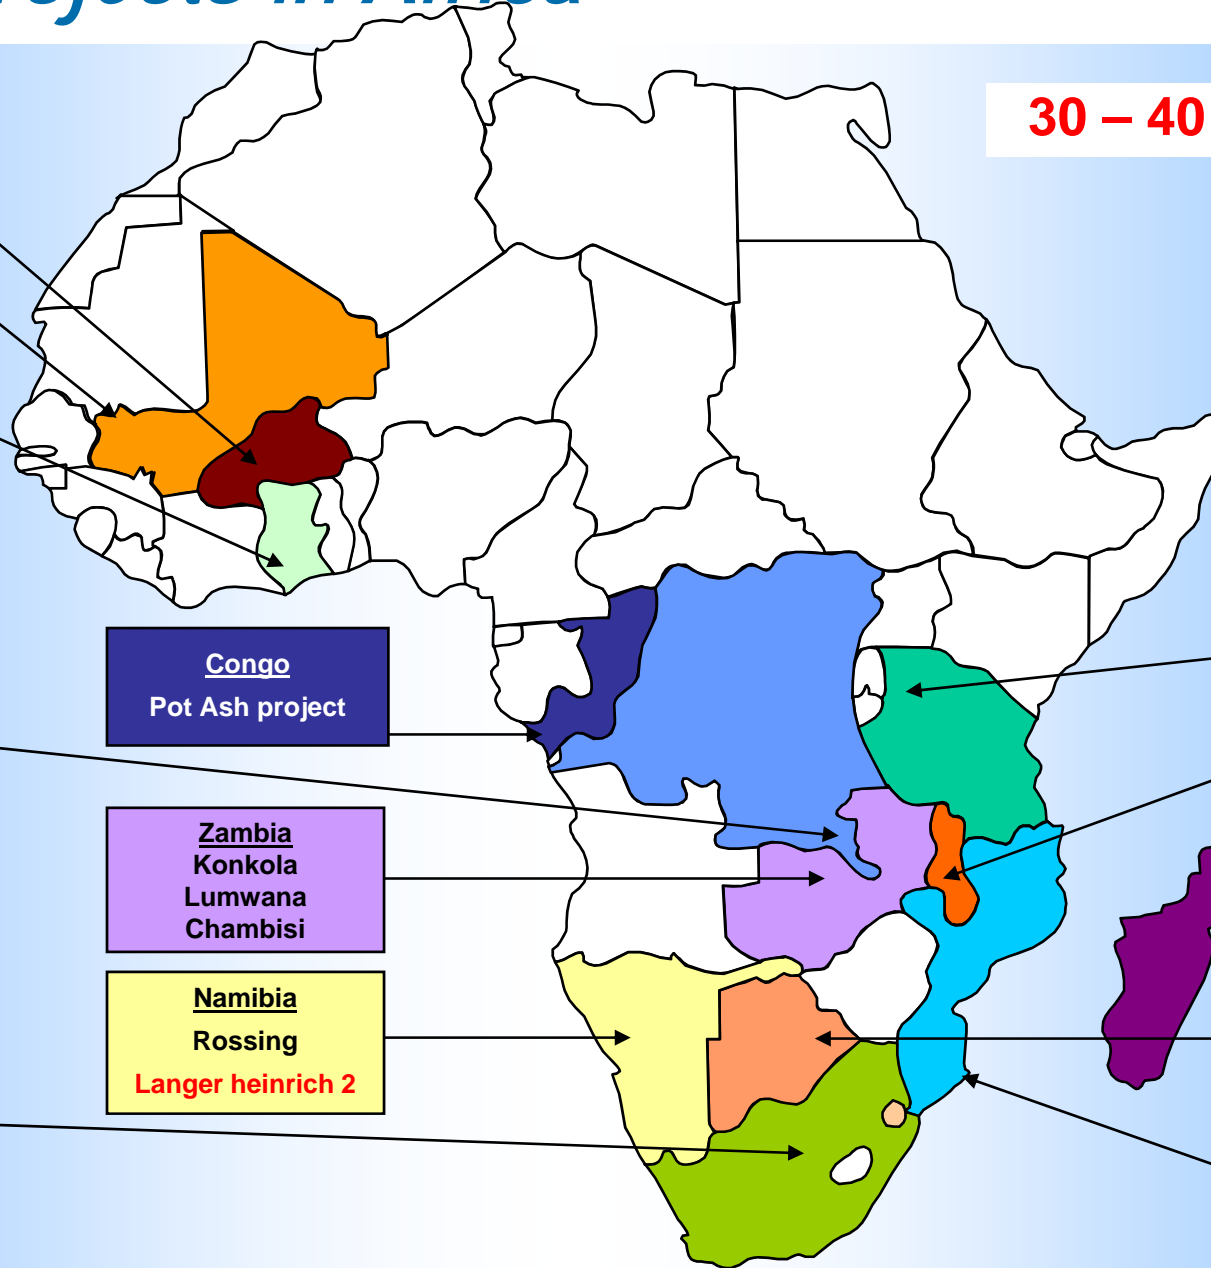 30 – 40
Congo
Pot Ash project
Zambia
Konkola
Lumwana
Chambisi
Namibia
Rossing
Langer heinrich 2